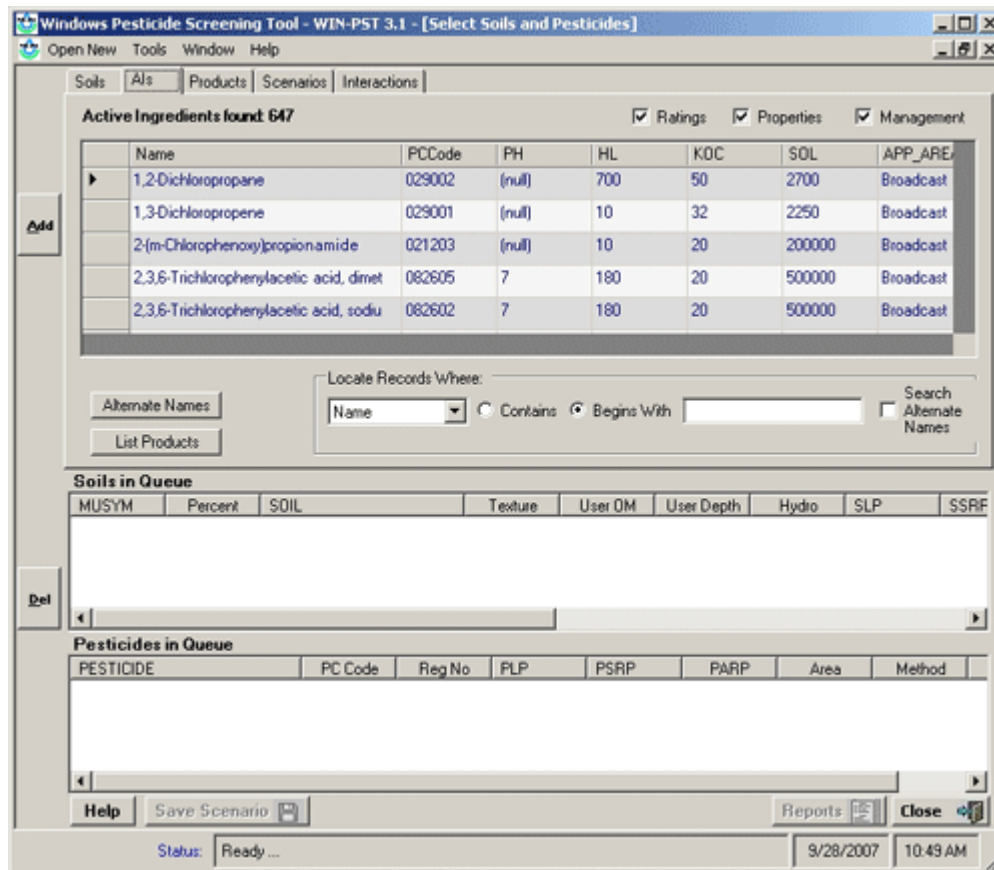 Windows Pesticide Screening Tool - WIN-PST 3.1 - [Select Soils and Pesticides]
Open New Tools Window Help
Soils AIs Products Scenarios Interactions
Active Ingredients found: 647 Ratings Properties Management
Name PCCode PH HL KOC SOL APP_AREA
1,2-Dichloropropane 029002 (null) 700 50 2700 Broadcast
1,3-Dichloropropene 029001 (null) 10 32 2250 Broadcast
2-(m-Chlorophenoxy)propionamide 021203 (null) 10 20 200000 Broadcast
2,3,6-Trichlorophenylacetic acid, dimet 082605 7 180 20 500000 Broadcast
2,3,6-Trichlorophenylacetic acid, sodiu 082602 7 180 20 500000 Broadcast
Add
Locate Records Where:
Alternate Names
Name Contains Begins With Search Alternate Names
List Products
Soils in Queue
MUSYM Percent SOIL Texture User OM User Depth Hydro SLP SSRP
Del
Pesticides in Queue
PESTICIDE PC Code Reg No PLP PSRP PARP Area Method
Help Save Scenario Reports Close
Status: Ready ... 9/28/2007 10:49 AM